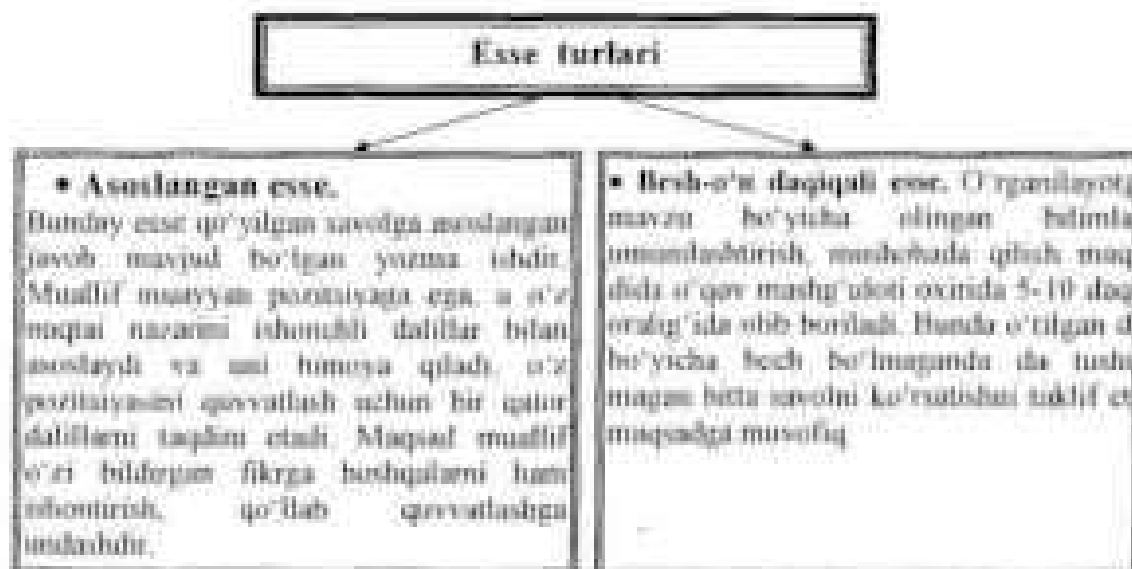 Esse turlari
• Asoslangan esse.
Bunday esse qo'yilgan savolga asoslangan
javob mavjud bo'lgan yozma ishdir.
Muallif muayyan pozitsiyaga ega, u o'z
nuqtai nazarini ishonchli dalillar bilan
asoslaydi va uni himoya qiladi, o'z
pozitsiyasini quvvatlash uchun bir qator
dalillarni taqdim etadi. Maqsad muallif
o'zi bildirgan fikrga boshqalarni ham
ishontirish, qo'llab quvvatlashga
undashdir.
• Besh-o'n daqiqali esse. O'rganilayotg
mavzu bo'yicha olingan bilimla
umumlashtirish, mushohada qilish maq
dida o'quv mashg'uloti oxirida 5-10 daq
oralig'ida olib boriladi. Bunda o'tilgan d
bo'yicha hech bo'lmaganda da tushu
magan bitta savolni ko'rsatishni taklif et
maqsadga muvofiq